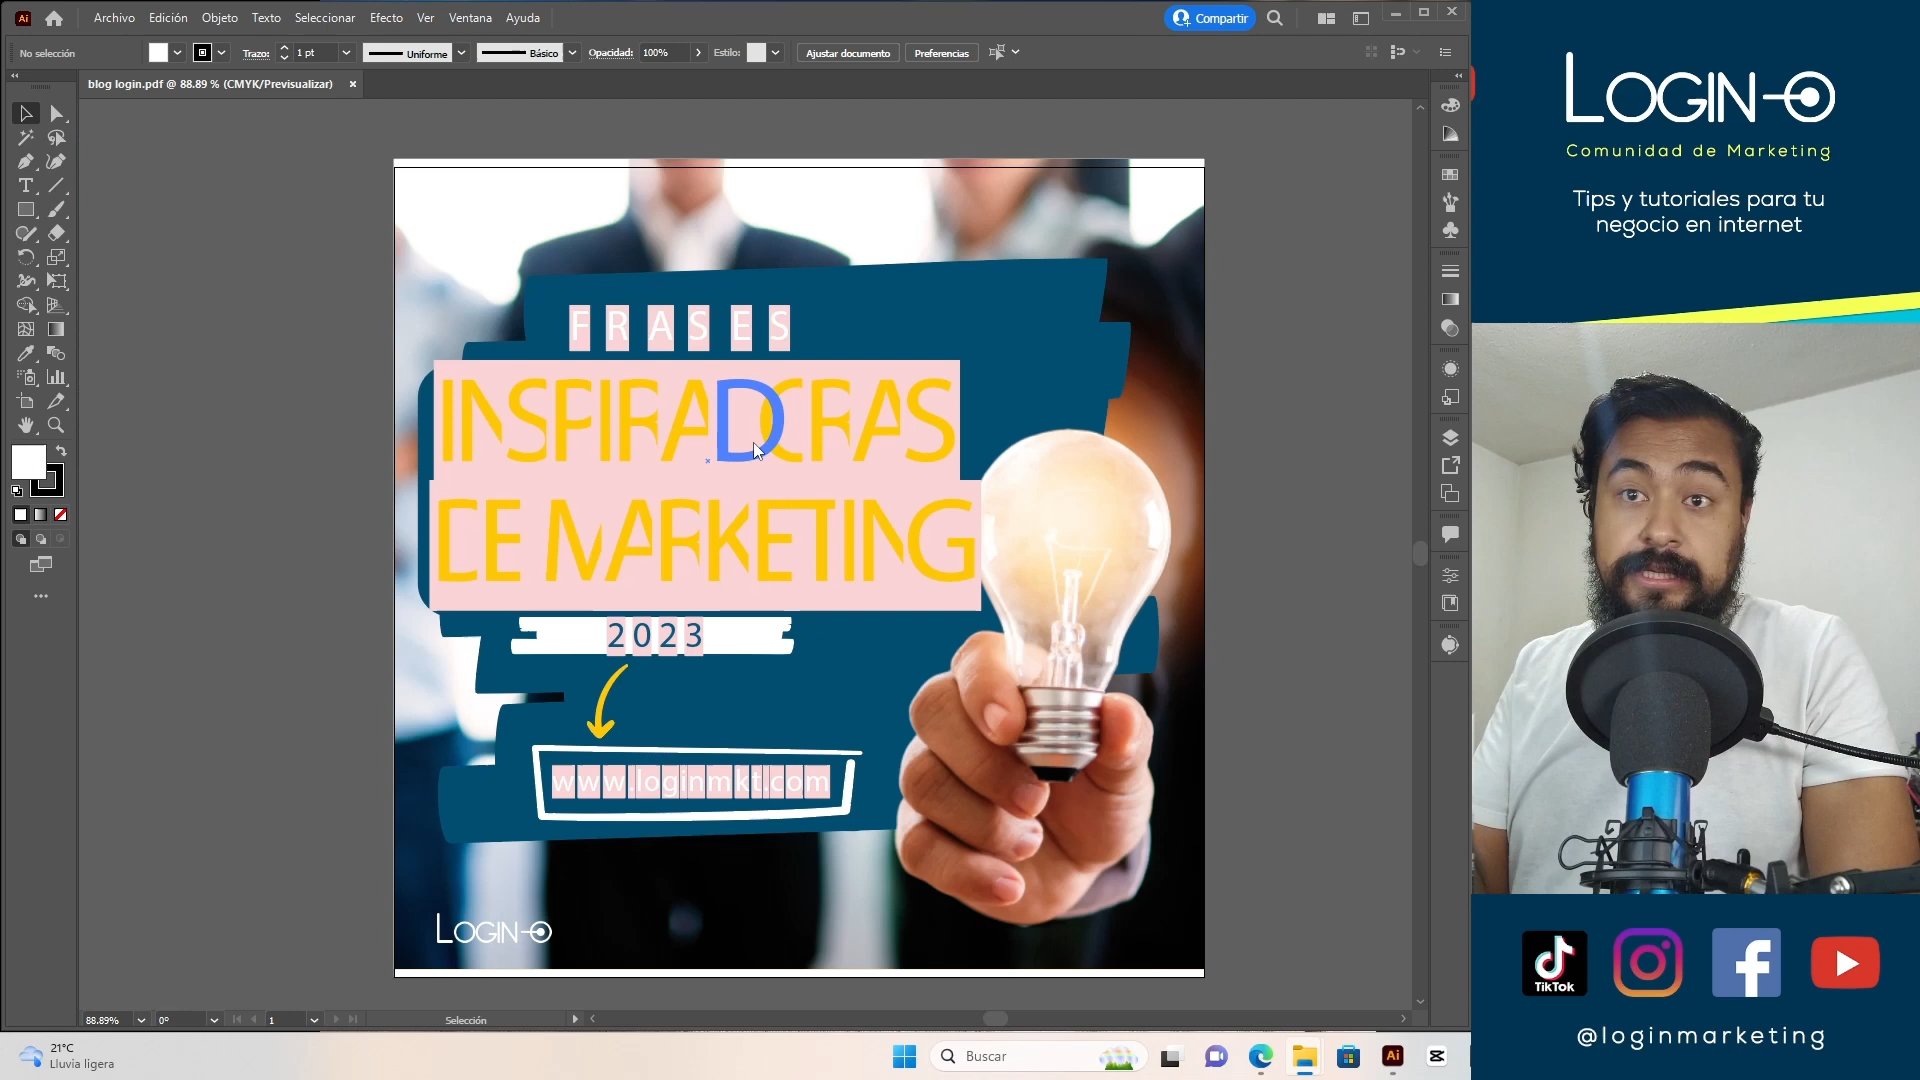 Archivo Edición Objeto Texto Seleccionar Efecto Ver Ventana Ayuda Compartir
No selección Trazo: 1 pt Uniforme Básico Opacidad: 100% Estilo: Ajustar documento Preferencias
blog login.pdf @ 88.89 % (CMYK/Previsualizar)
FRASES
INSPIRADORAS
DE MARKETING
2023
www.loginmkt.com
LOGIN
88.89% 0° 1 Selección
21°C
Lluvia ligera
Buscar
LOGIN
Comunidad de Marketing
Tips y tutoriales para tu
negocio en internet
TikTok
@loginmarketing